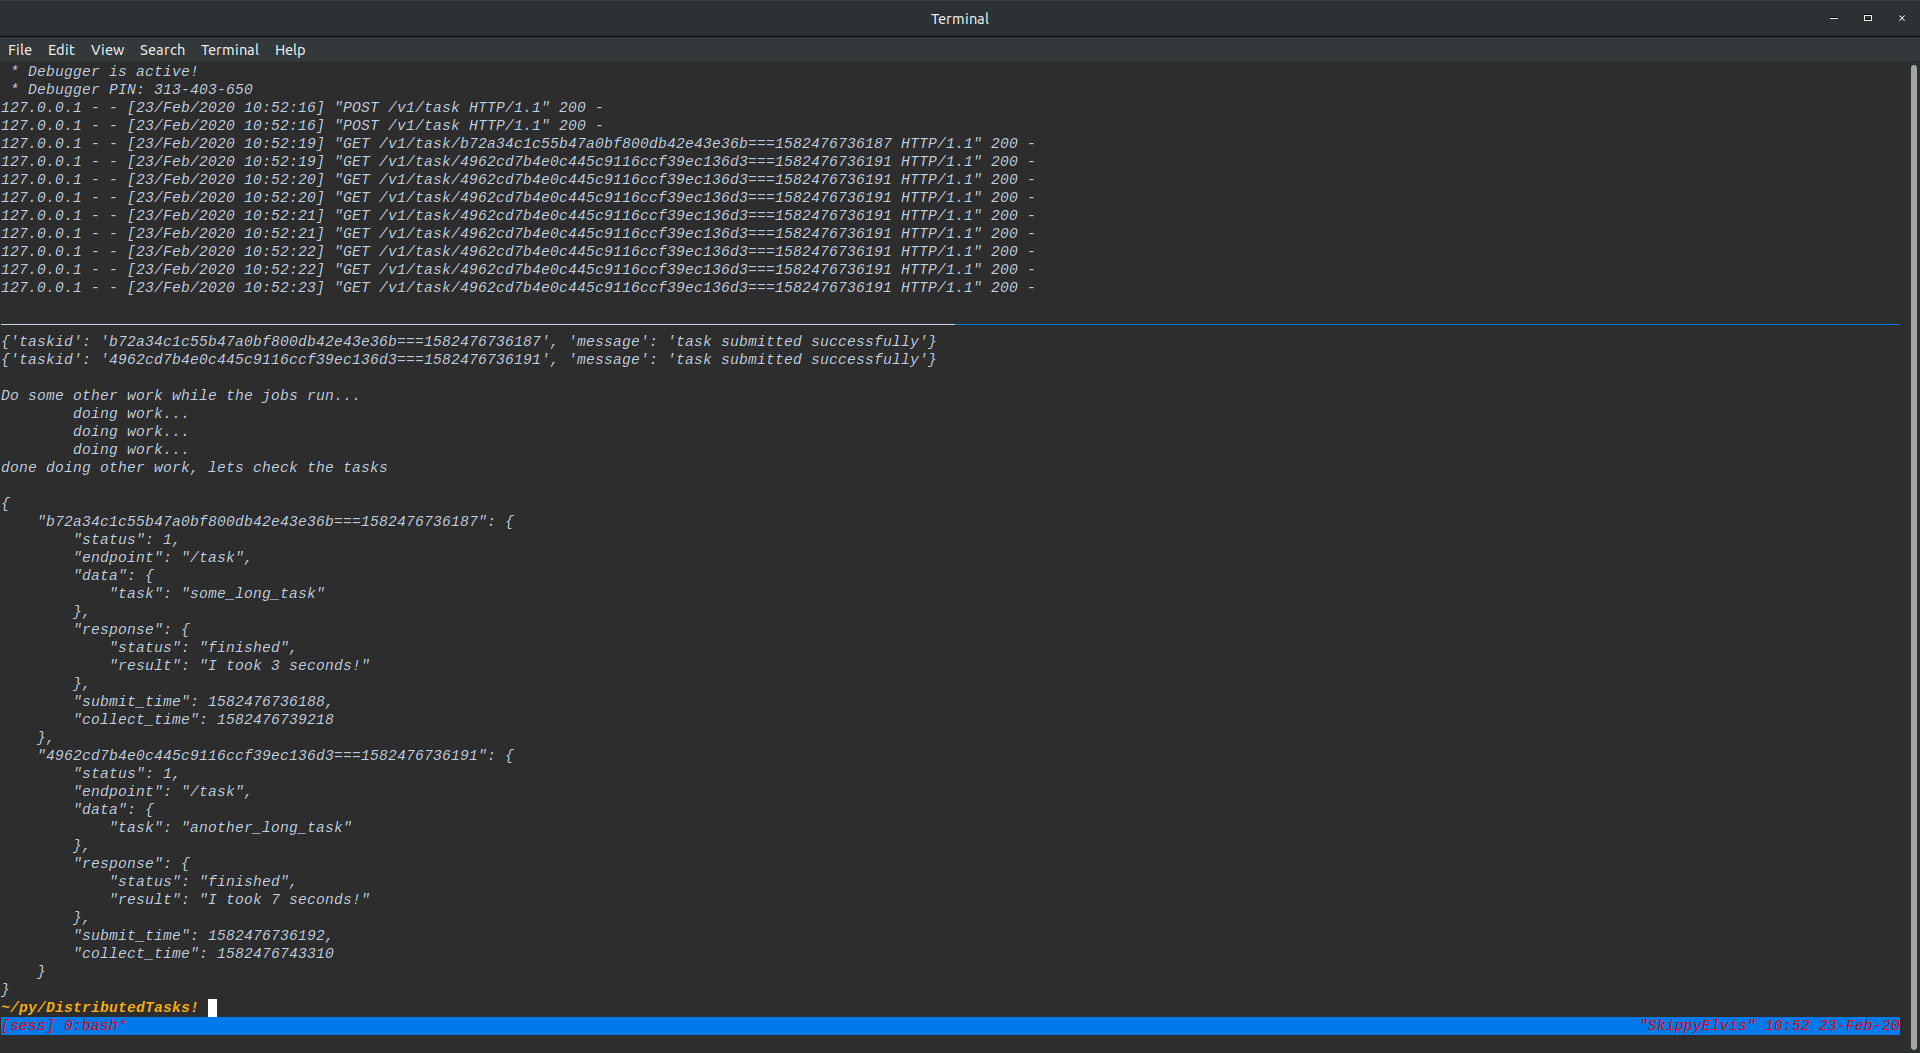 Terminal
File Edit View Search Terminal Help
 * Debugger is active!
 * Debugger PIN: 313-403-650
127.0.0.1 - - [23/Feb/2020 10:52:16] "POST /v1/task HTTP/1.1" 200 -
127.0.0.1 - - [23/Feb/2020 10:52:16] "POST /v1/task HTTP/1.1" 200 -
127.0.0.1 - - [23/Feb/2020 10:52:19] "GET /v1/task/b72a34c1c55b47a0bf800db42e43e36b===1582476736187 HTTP/1.1" 200 -
127.0.0.1 - - [23/Feb/2020 10:52:19] "GET /v1/task/4962cd7b4e0c445c9116ccf39ec136d3===1582476736191 HTTP/1.1" 200 -
127.0.0.1 - - [23/Feb/2020 10:52:20] "GET /v1/task/4962cd7b4e0c445c9116ccf39ec136d3===1582476736191 HTTP/1.1" 200 -
127.0.0.1 - - [23/Feb/2020 10:52:20] "GET /v1/task/4962cd7b4e0c445c9116ccf39ec136d3===1582476736191 HTTP/1.1" 200 -
127.0.0.1 - - [23/Feb/2020 10:52:21] "GET /v1/task/4962cd7b4e0c445c9116ccf39ec136d3===1582476736191 HTTP/1.1" 200 -
127.0.0.1 - - [23/Feb/2020 10:52:21] "GET /v1/task/4962cd7b4e0c445c9116ccf39ec136d3===1582476736191 HTTP/1.1" 200 -
127.0.0.1 - - [23/Feb/2020 10:52:22] "GET /v1/task/4962cd7b4e0c445c9116ccf39ec136d3===1582476736191 HTTP/1.1" 200 -
127.0.0.1 - - [23/Feb/2020 10:52:22] "GET /v1/task/4962cd7b4e0c445c9116ccf39ec136d3===1582476736191 HTTP/1.1" 200 -
127.0.0.1 - - [23/Feb/2020 10:52:23] "GET /v1/task/4962cd7b4e0c445c9116ccf39ec136d3===1582476736191 HTTP/1.1" 200 -
{'taskid': 'b72a34c1c55b47a0bf800db42e43e36b===1582476736187', 'message': 'task submitted successfully'}
{'taskid': '4962cd7b4e0c445c9116ccf39ec136d3===1582476736191', 'message': 'task submitted successfully'}
Do some other work while the jobs run...
        doing work...
        doing work...
        doing work...
done doing other work, lets check the tasks
{
    "b72a34c1c55b47a0bf800db42e43e36b===1582476736187": {
        "status": 1,
        "endpoint": "/task",
        "data": {
            "task": "some_long_task"
        },
        "response": {
            "status": "finished",
            "result": "I took 3 seconds!"
        },
        "submit_time": 1582476736188,
        "collect_time": 1582476739218
    },
    "4962cd7b4e0c445c9116ccf39ec136d3===1582476736191": {
        "status": 1,
        "endpoint": "/task",
        "data": {
            "task": "another_long_task"
        },
        "response": {
            "status": "finished",
            "result": "I took 7 seconds!"
        },
        "submit_time": 1582476736192,
        "collect_time": 1582476743310
    }
}
~/py/DistributedTasks!
[sess] 0:bash* "SkippyElvis" 10:52 23-Feb-20